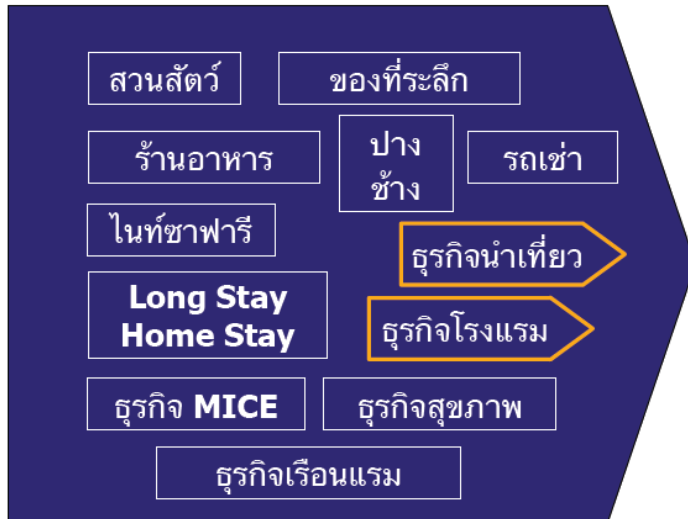 สวนสัตว์
ของที่ระลึก
ร้านอาหาร
ปาง
ช้าง
รถเช่า
ไนท์ซาฟารี
ธุรกิจนำเที่ยว
Long Stay
Home Stay
ธุรกิจโรงแรม
ธุรกิจ MICE
ธุรกิจสุขภาพ
ธุรกิจเรือนแรม